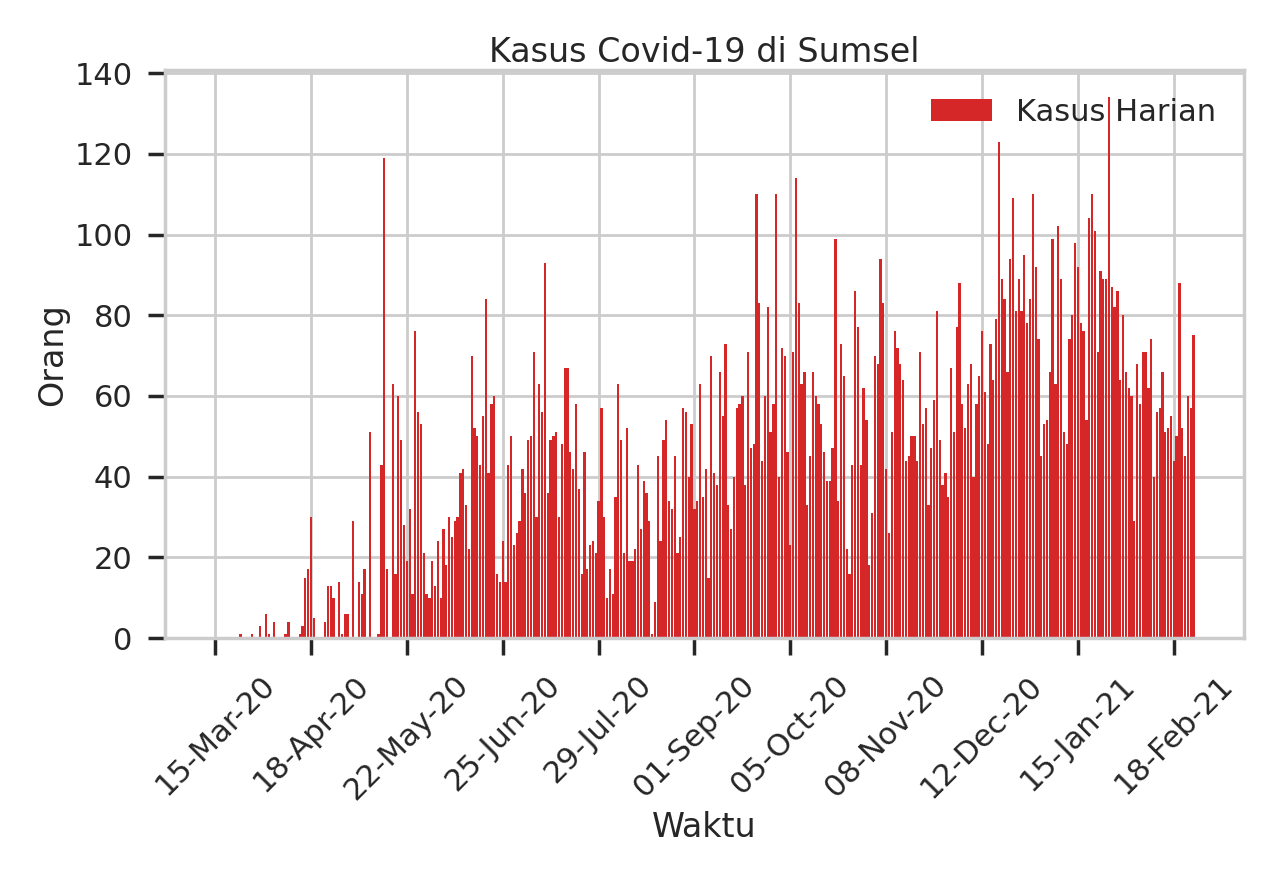 Kasus Covid-19 di Sumsel
Kasus Harian
Orang
140
120
100
80
60
40
20
0
15-Mar-20
18-Apr-20
22-May-20
25-Jun-20
29-Jul-20
01-Sep-20
05-Oct-20
08-Nov-20
12-Dec-20
15-Jan-21
18-Feb-21
Waktu